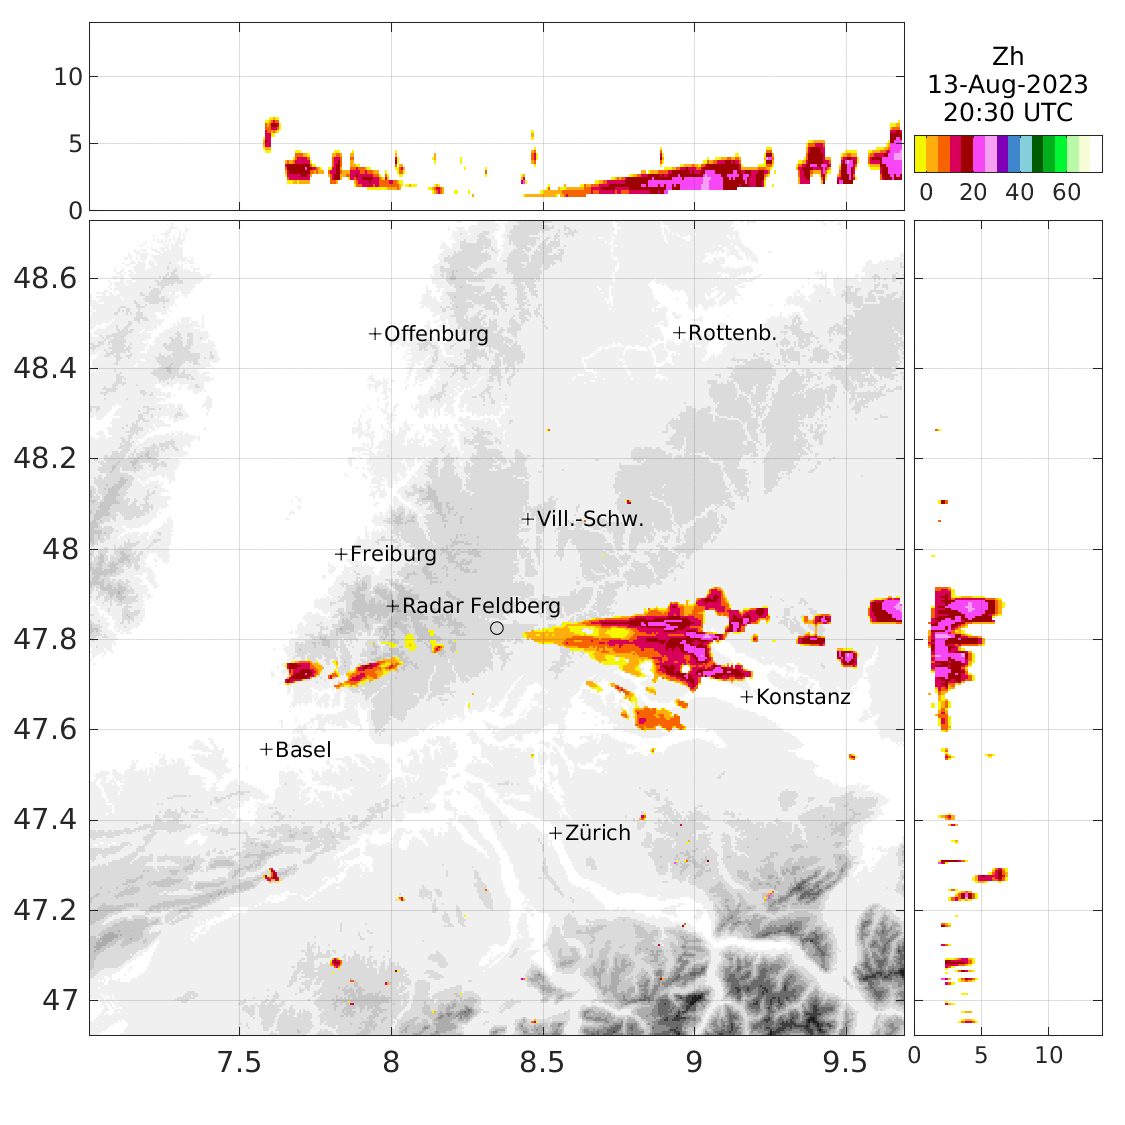 10
5
0
Zh
13-Aug-2023
20:30 UTC
0 20 40 60
48.6
48.4
48.2
48
47.8
47.6
47.4
47.2
47
+Offenburg
+Rottenb.
+Vill.-Schw.
+Freiburg
+Radar Feldberg
+Konstanz
+Basel
+Zürich
7.5 8 8.5 9 9.5
0 5 10